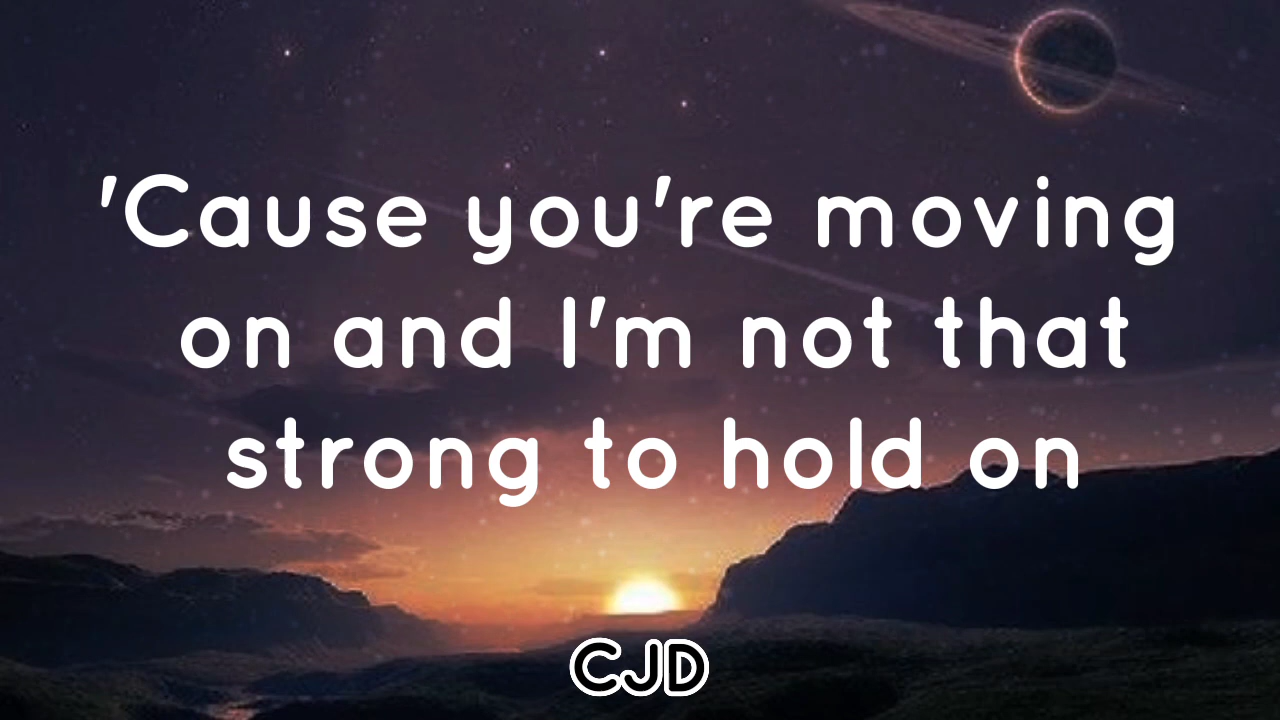 'Cause you're moving
on and I'm not that
strong to hold on
CJD